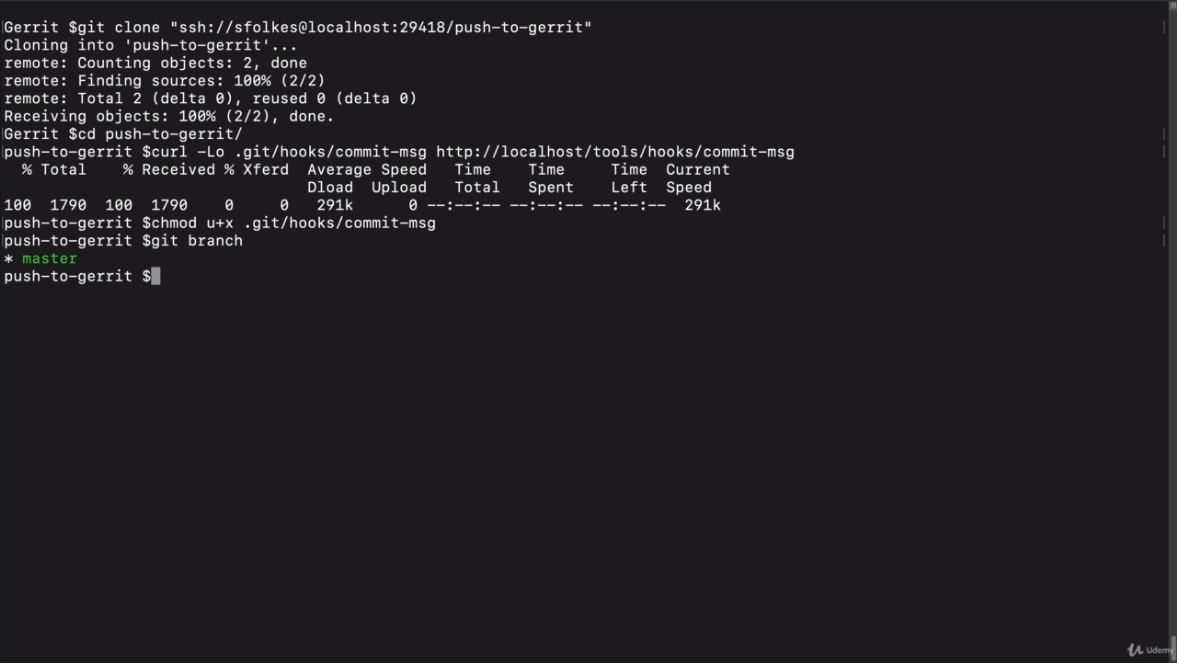 Gerrit $git clone "ssh://sfolkes@localhost:29418/push-to-gerrit"
Cloning into 'push-to-gerrit'...
remote: Counting objects: 2, done
remote: Finding sources: 100% (2/2)
remote: Total 2 (delta 0), reused 0 (delta 0)
Receiving objects: 100% (2/2), done.
Gerrit $cd push-to-gerrit/
push-to-gerrit $curl -Lo .git/hooks/commit-msg http://localhost/tools/hooks/commit-msg
  % Total    % Received % Xferd  Average Speed   Time    Time     Time  Current
                                 Dload  Upload   Total   Spent    Left  Speed
100  1790  100  1790    0     0   291k      0 --:--:-- --:--:-- --:--:--  291k
push-to-gerrit $chmod u+x .git/hooks/commit-msg
push-to-gerrit $git branch
* master
push-to-gerrit $
Udemy